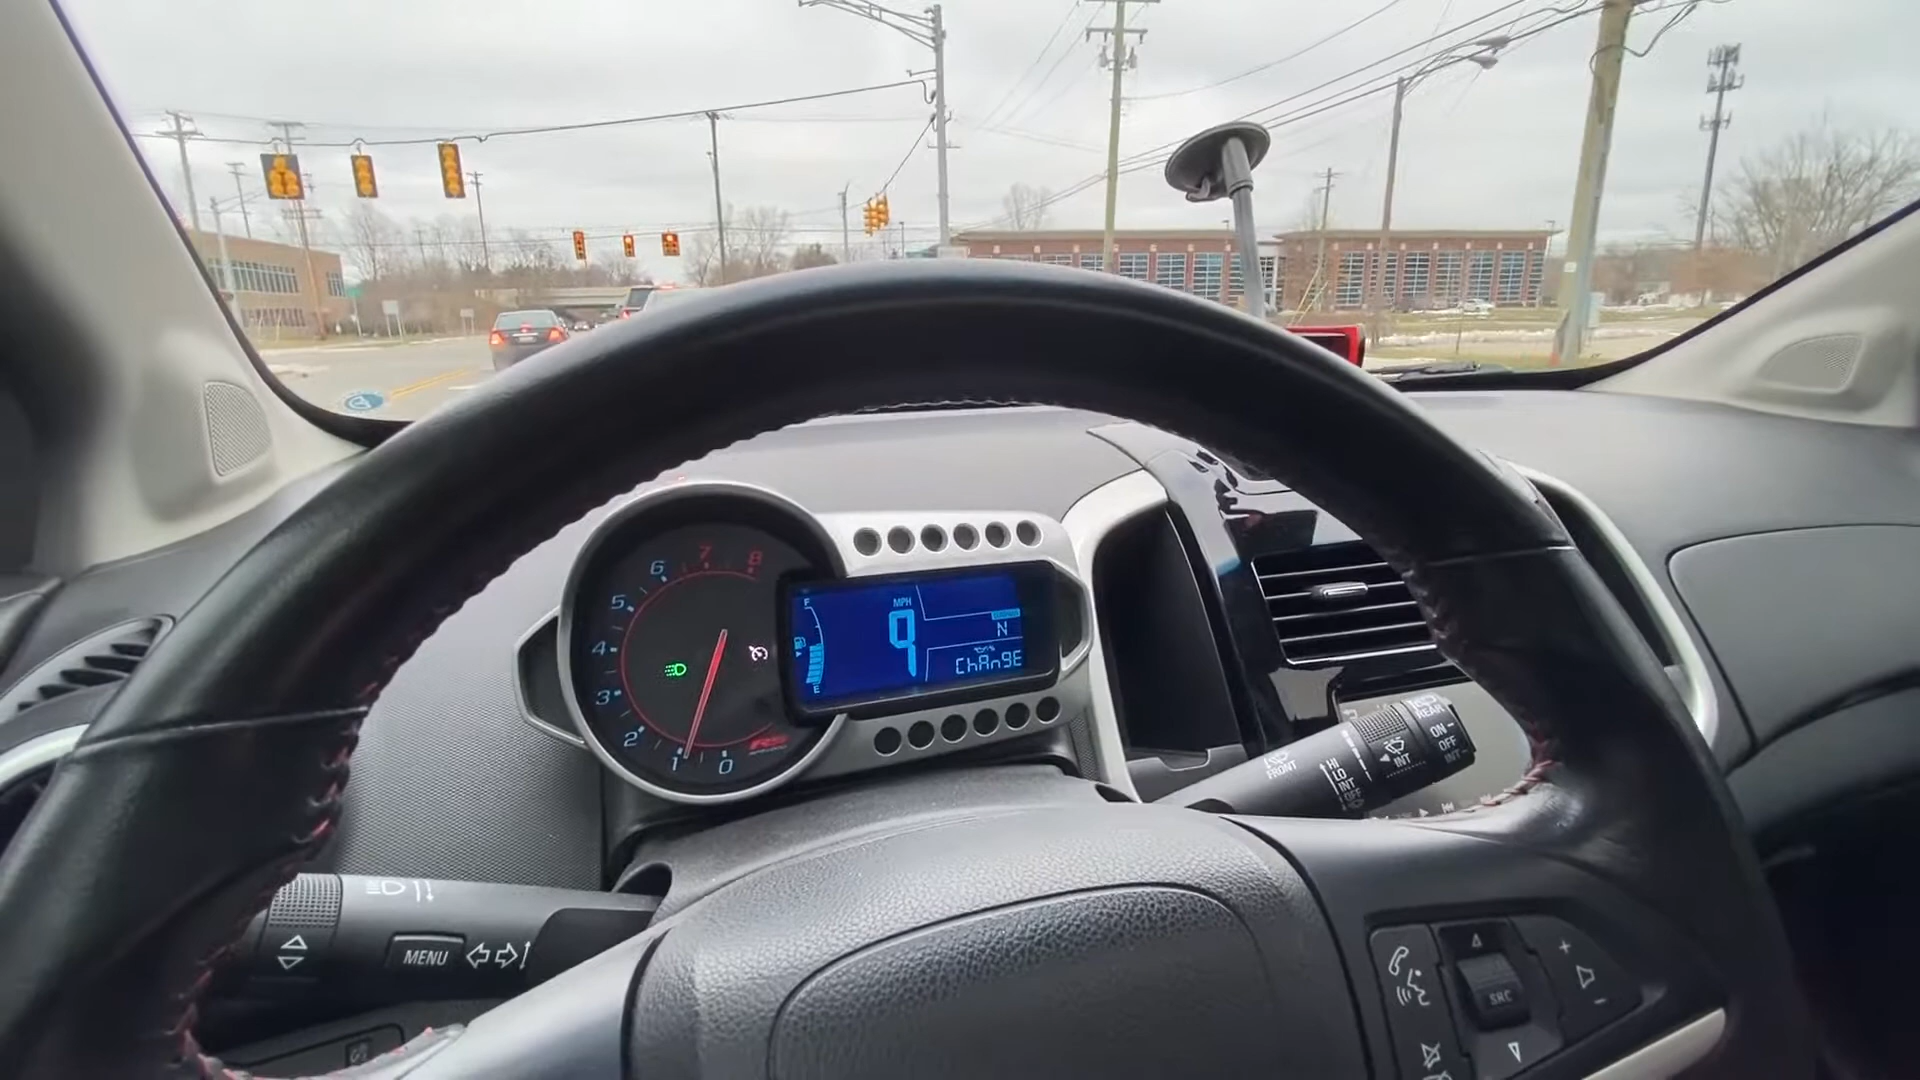 8
7
6
5
4
3
2
1
0
RS
F
E
MPH
9
N
ChAngE
FRONT
HI
LO
INT
OFF
INT
REAR
ON
OFF
INT
MENU
SRC
+
-